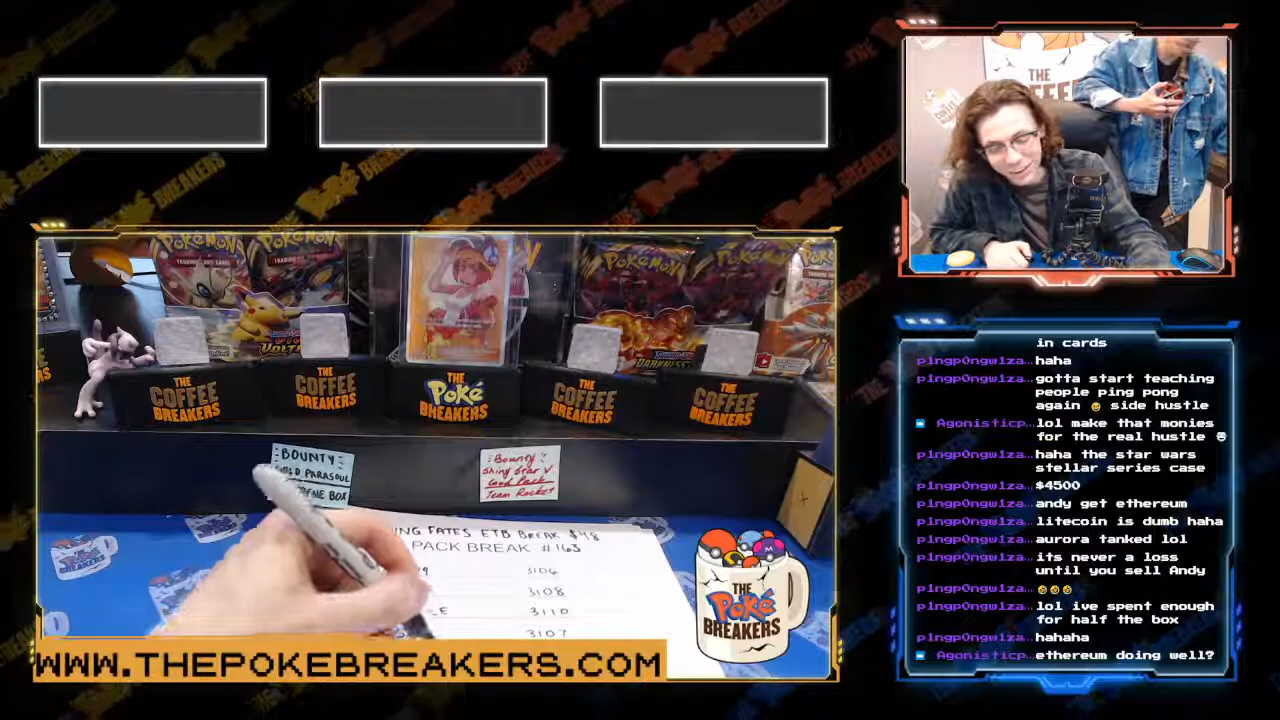 POKÉMON
POKÉMON
POKÉMON
POKÉMON
THE
COFFEE
BREAKERS
THE
COFFEE
BREAKERS
THE
Poké
BREAKERS
THE
COFFEE
BREAKERS
THE
COFFEE
BREAKERS
DARKNESS
BOUNTY
PARASOL
BOX
Bounty:
Shiny Star V
Team Rocket
FATES ETB BREAK $48
PACK BREAK #163
3106
3108
3110
3107
THE
Poké
BREAKERS
WWW.THEPOKEBREAKERS.COM
THE
in cards
p1ngp0ngw1za... haha
p1ngp0ngw1za... gotta start teaching
people ping pong
again 😊 side hustle
Agonisticp... lol make that monies
for the real hustle
p1ngp0ngw1za... haha the star wars
stellar series case
p1ngp0ngw1za... $4500
p1ngp0ngw1za... andy get ethereum
p1ngp0ngw1za... litecoin is dumb haha
p1ngp0ngw1za... aurora tanked lol
p1ngp0ngw1za... its never a loss
until you sell Andy
p1ngp0ngw1za... 🤣🤣🤣
p1ngp0ngw1za... lol ive spent enough
for half the box
p1ngp0ngw1za... hahaha
Agonisticp... ethereum doing well?